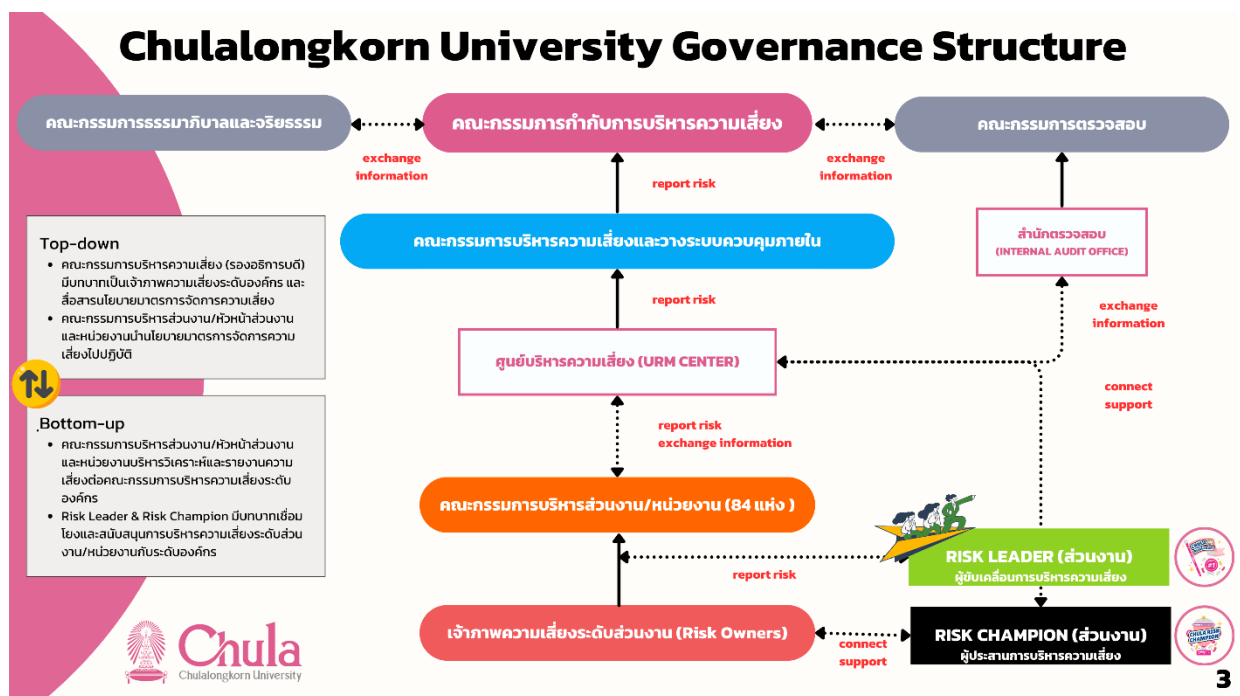 Chulalongkorn University Governance Structure
คณะกรรมการธรรมาภิบาลและจริยธรรม
คณะกรรมการกำกับการบริหารความเสี่ยง
คณะกรรมการตรวจสอบ
exchange
information
exchange
information
report risk
คณะกรรมการบริหารความเสี่ยงและวางระบบควบคุมภายใน
สำนักตรวจสอบ
(INTERNAL AUDIT OFFICE)
Top-down
• คณะกรรมการบริหารความเสี่ยง (รองอธิการบดี)
มีบทบาทเป็นเจ้าภาพความเสี่ยงระดับองค์กร และ
สื่อสารนโยบายมาตรการจัดการความเสี่ยง
• คณะกรรมการบริหารส่วนงาน/หัวหน้าส่วนงาน
และหน่วยงานนำนโยบายมาตรการจัดการความ
เสี่ยงไปปฏิบัติ
report risk
exchange
information
ศูนย์บริหารความเสี่ยง (URM CENTER)
connect
support
Bottom-up
• คณะกรรมการบริหารส่วนงาน/หัวหน้าส่วนงาน
และหน่วยงานบริหารวิเคราะห์และรายงานความ
เสี่ยงต่อคณะกรรมการบริหารความเสี่ยงระดับ
องค์กร
• Risk Leader & Risk Champion มีบทบาทเชื่อม
โยงและสนับสนุนการบริหารความเสี่ยงระดับส่วน
งาน/หน่วยงานกับระดับองค์กร
report risk
exchange information
คณะกรรมการบริหารส่วนงาน/หน่วยงาน (84 แห่ง )
RISK LEADER (ส่วนงาน)
ผู้ขับเคลื่อนการบริหารความเสี่ยง
report risk
เจ้าภาพความเสี่ยงระดับส่วนงาน (Risk Owners)
connect
support
RISK CHAMPION (ส่วนงาน)
ผู้ประสานการบริหารความเสี่ยง
CHULA RISK
CHAMPION
Chula
Chulalongkorn University
3